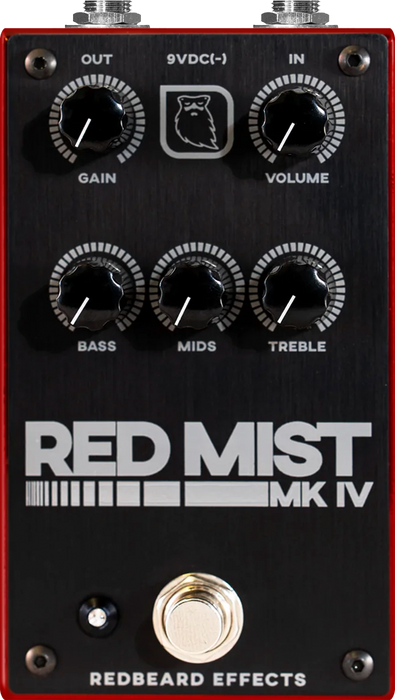 OUT 9VDC(-) IN
GAIN VOLUME
BASS MIDS TREBLE
RED MIST
MK IV
REDBEARD EFFECTS